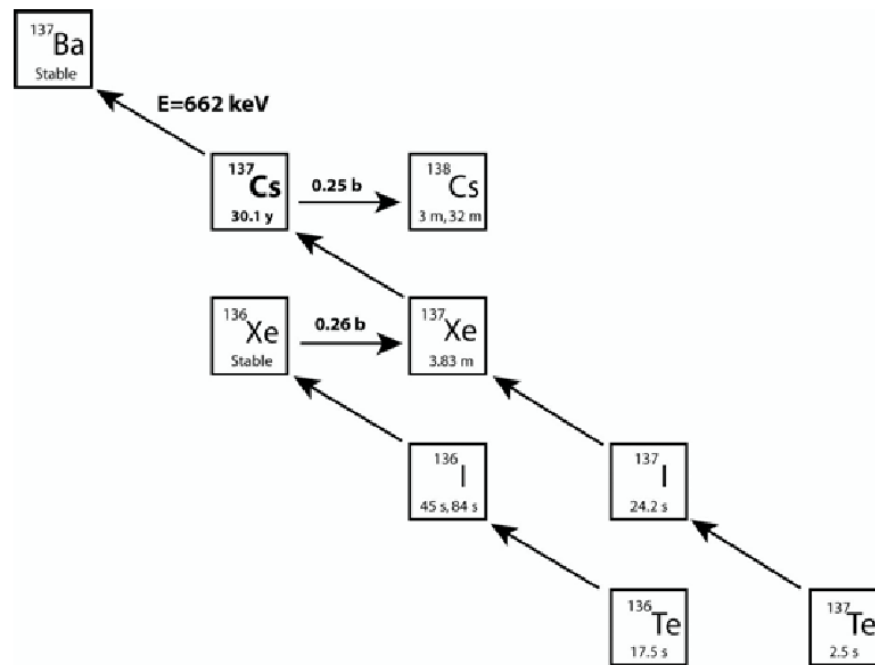 137Ba
Stable
E=662 keV
137Cs
30.1 y
0.25 b
138Cs
3 m, 32 m
136Xe
Stable
0.26 b
137Xe
3.83 m
136I
45 s, 84 s
137I
24.2 s
136Te
17.5 s
137Te
2.5 s